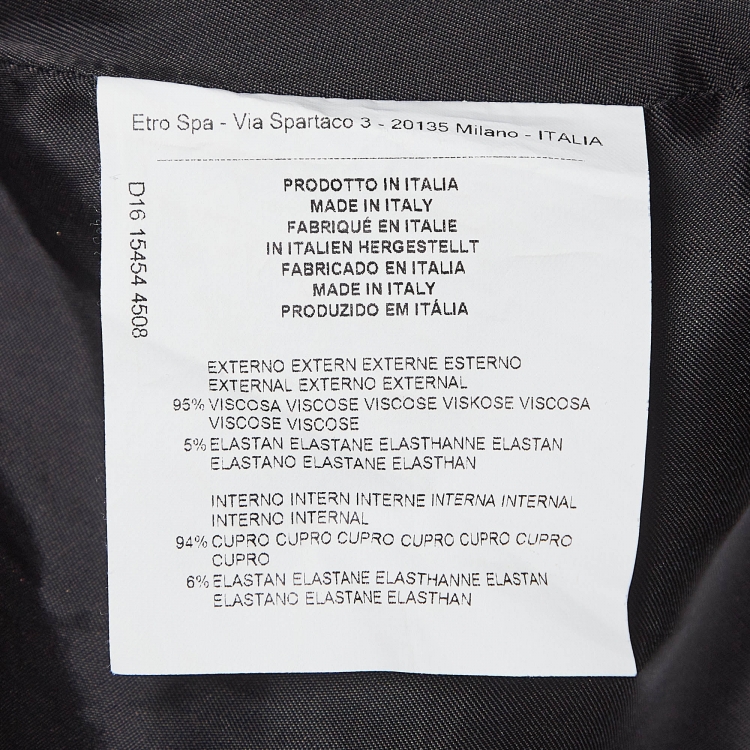 Etro Spa - Via Spartaco 3 - 20135 Milano - ITALIA
D16 15454 4508
PRODOTTO IN ITALIA
MADE IN ITALY
FABRIQUÉ EN ITALIE
IN ITALIEN HERGESTELLT
FABRICADO EN ITALIA
MADE IN ITALY
PRODUZIDO EM ITÁLIA
EXTERNO EXTERN EXTERNE ESTERNO
EXTERNAL EXTERNO EXTERNAL
95% VISCOSA VISCOSE VISCOSE VISKOSE VISCOSA
VISCOSE VISCOSE
5% ELASTAN ELASTANE ELASTHANNE ELASTAN
ELASTANO ELASTANE ELASTHAN
INTERNO INTERN INTERNE INTERNA INTERNAL
INTERNO INTERNAL
94% CUPRO CUPRO CUPRO CUPRO CUPRO CUPRO
CUPRO
6% ELASTAN ELASTANE ELASTHANNE ELASTAN
ELASTANO ELASTANE ELASTHAN